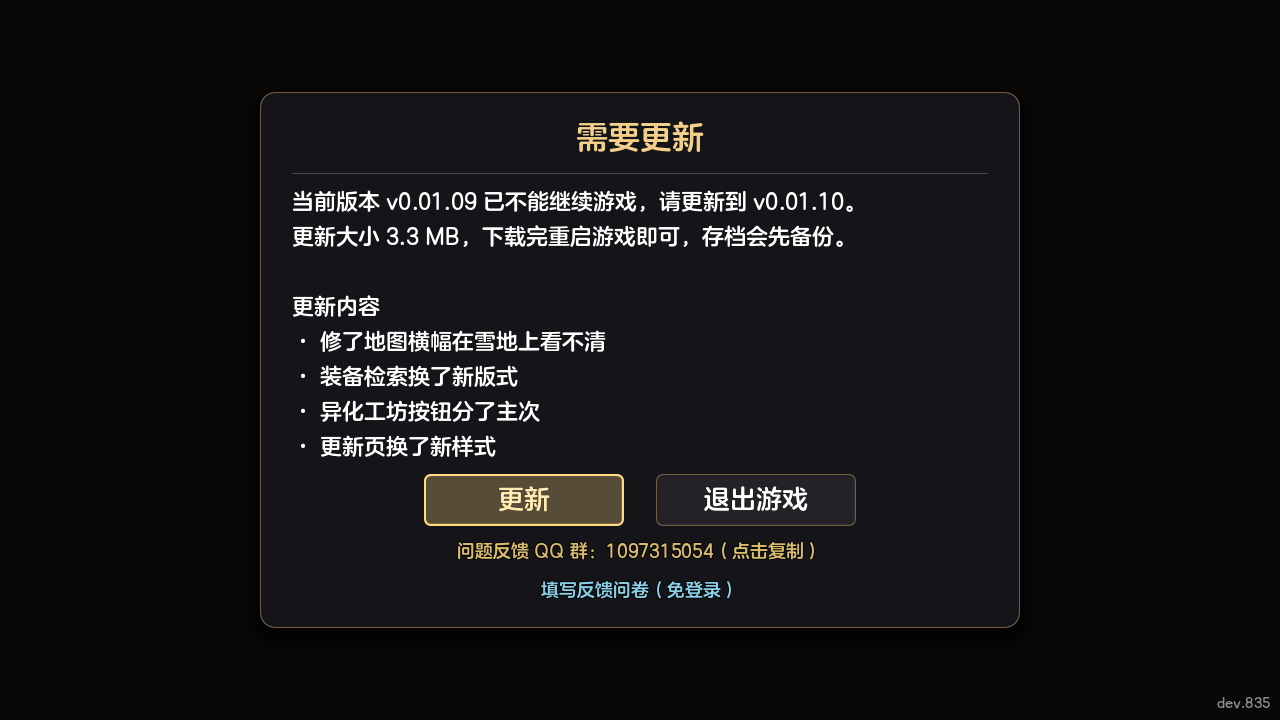 需要更新
当前版本 v0.01.09 已不能继续游戏，请更新到 v0.01.10。
更新大小 3.3 MB，下载完重启游戏即可，存档会先备份。
更新内容
· 修了地图横幅在雪地上看不清
· 装备检索换了新版式
· 异化工坊按钮分了主次
· 更新页换了新样式
更新
退出游戏
问题反馈 QQ 群：1097315054（点击复制）
填写反馈问卷（免登录）
dev.835